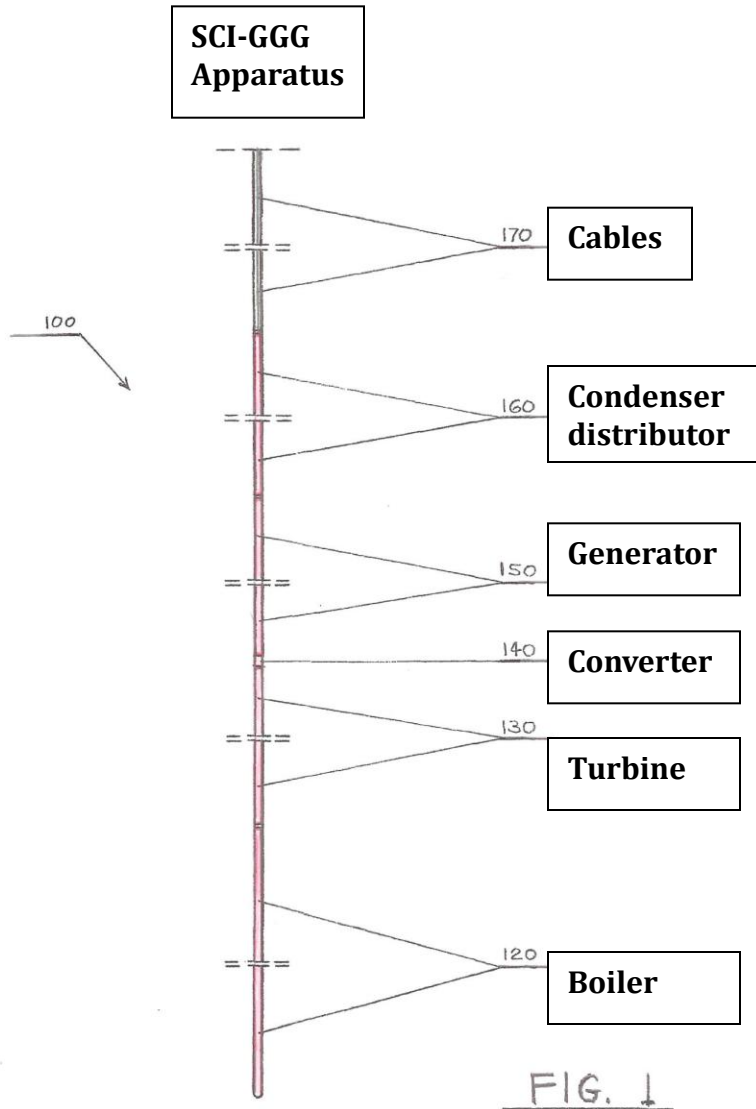 SCI-GGG
Apparatus
170
Cables
100
160
Condenser
distributor
150
Generator
140
Converter
130
Turbine
120
Boiler
FIG. 1